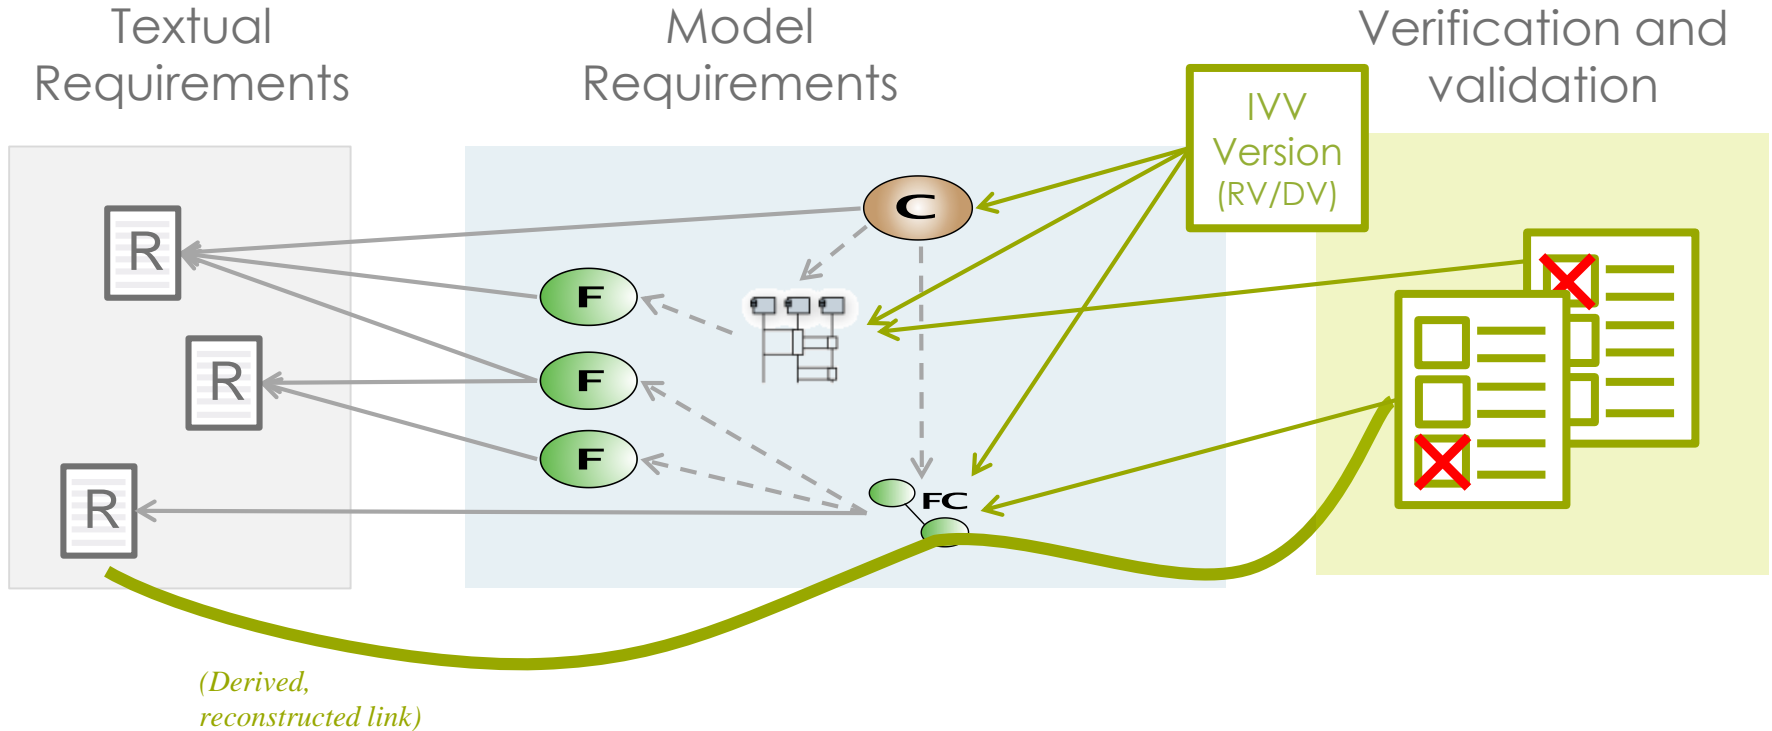 Textual
Requirements
Model
Requirements
Verification and
validation
IVV
Version
(RV/DV)
R
R
R
C
F
F
F
FC
(Derived,
reconstructed link)